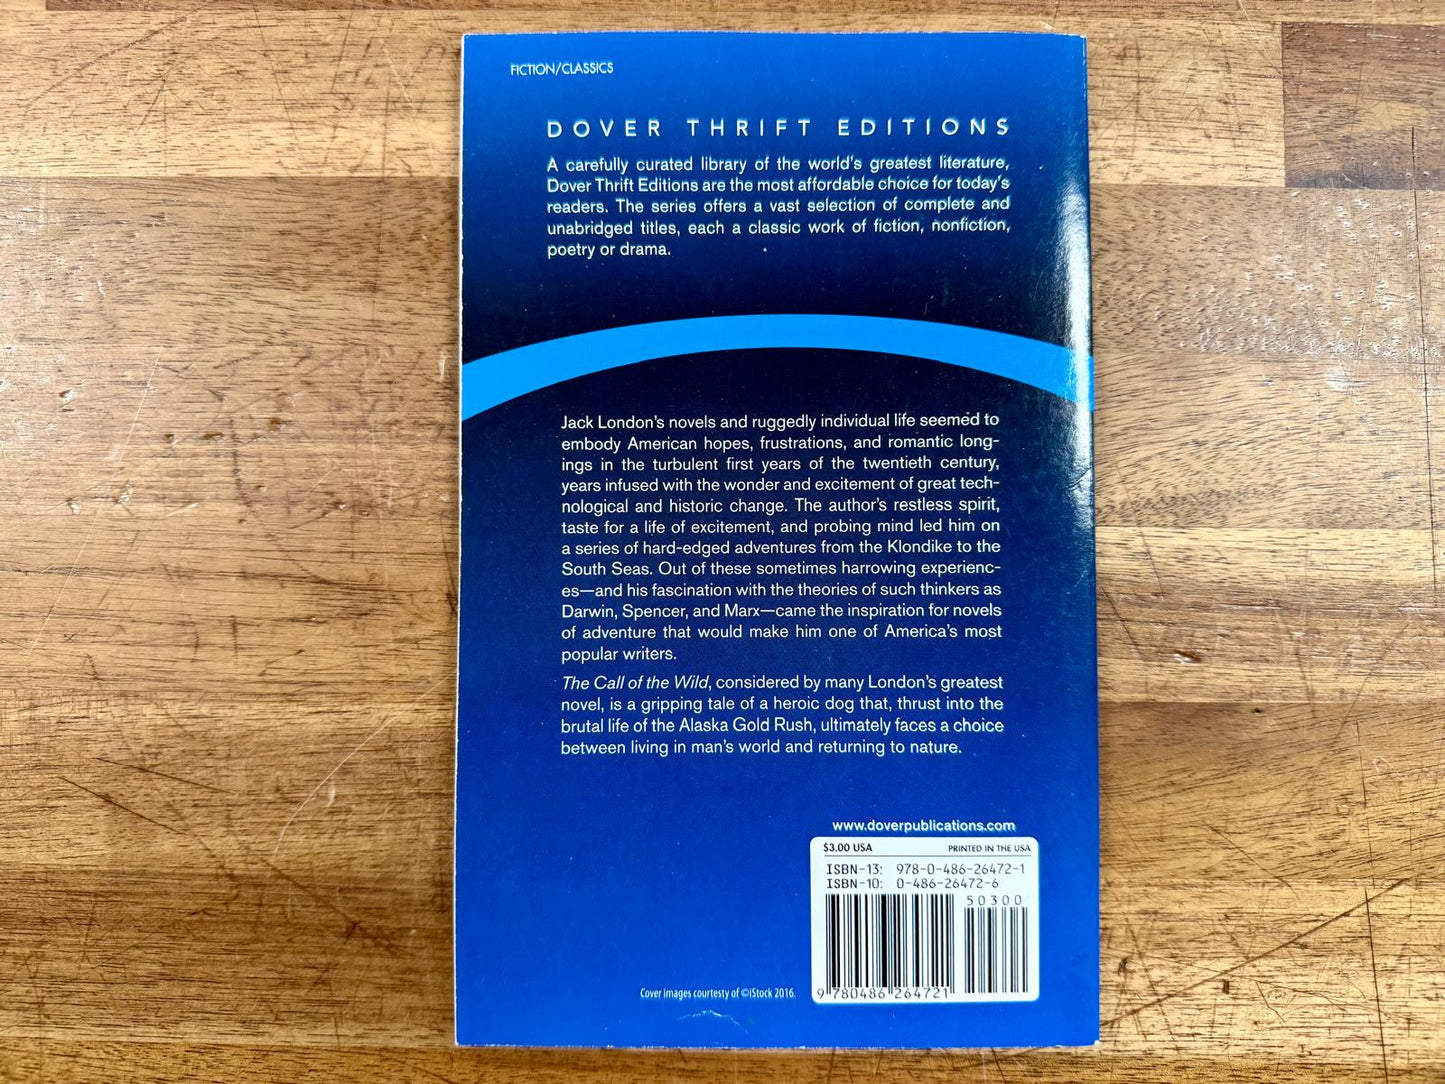 FICTION/CLASSICS
DOVER THRIFT EDITIONS
A carefully curated library of the world's greatest literature,
Dover Thrift Editions are the most affordable choice for today's
readers. The series offers a vast selection of complete and
unabridged titles, each a classic work of fiction, nonfiction,
poetry or drama.
Jack London's novels and ruggedly individual life seemed to
embody American hopes, frustrations, and romantic long-
ings in the turbulent first years of the twentieth century,
years infused with the wonder and excitement of great tech-
nological and historic change. The author's restless spirit,
taste for a life of excitement, and probing mind led him on
a series of hard-edged adventures from the Klondike to the
South Seas. Out of these sometimes harrowing experienc-
es—and his fascination with the theories of such thinkers as
Darwin, Spencer, and Marx—came the inspiration for novels
of adventure that would make him one of America's most
popular writers.
The Call of the Wild, considered by many London's greatest
novel, is a gripping tale of a heroic dog that, thrust into the
brutal life of the Alaska Gold Rush, ultimately faces a choice
between living in man's world and returning to nature.
www.doverpublications.com
$3.00 USA PRINTED IN THE USA
ISBN-13: 978-0-486-26472-1
ISBN-10: 0-486-26472-6
50300
9 780486 264721
Cover images courtesy of ©iStock 2016.